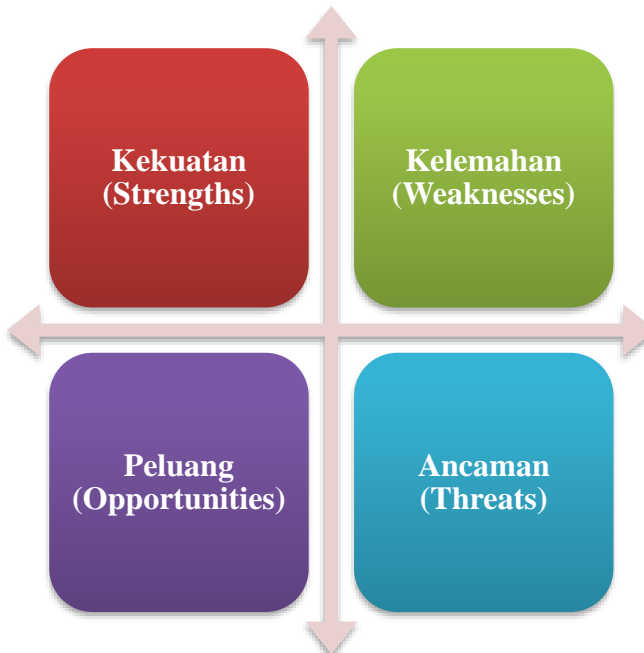 Kekuatan
(Strengths)
Kelemahan
(Weaknesses)
Peluang
(Opportunities)
Ancaman
(Threats)